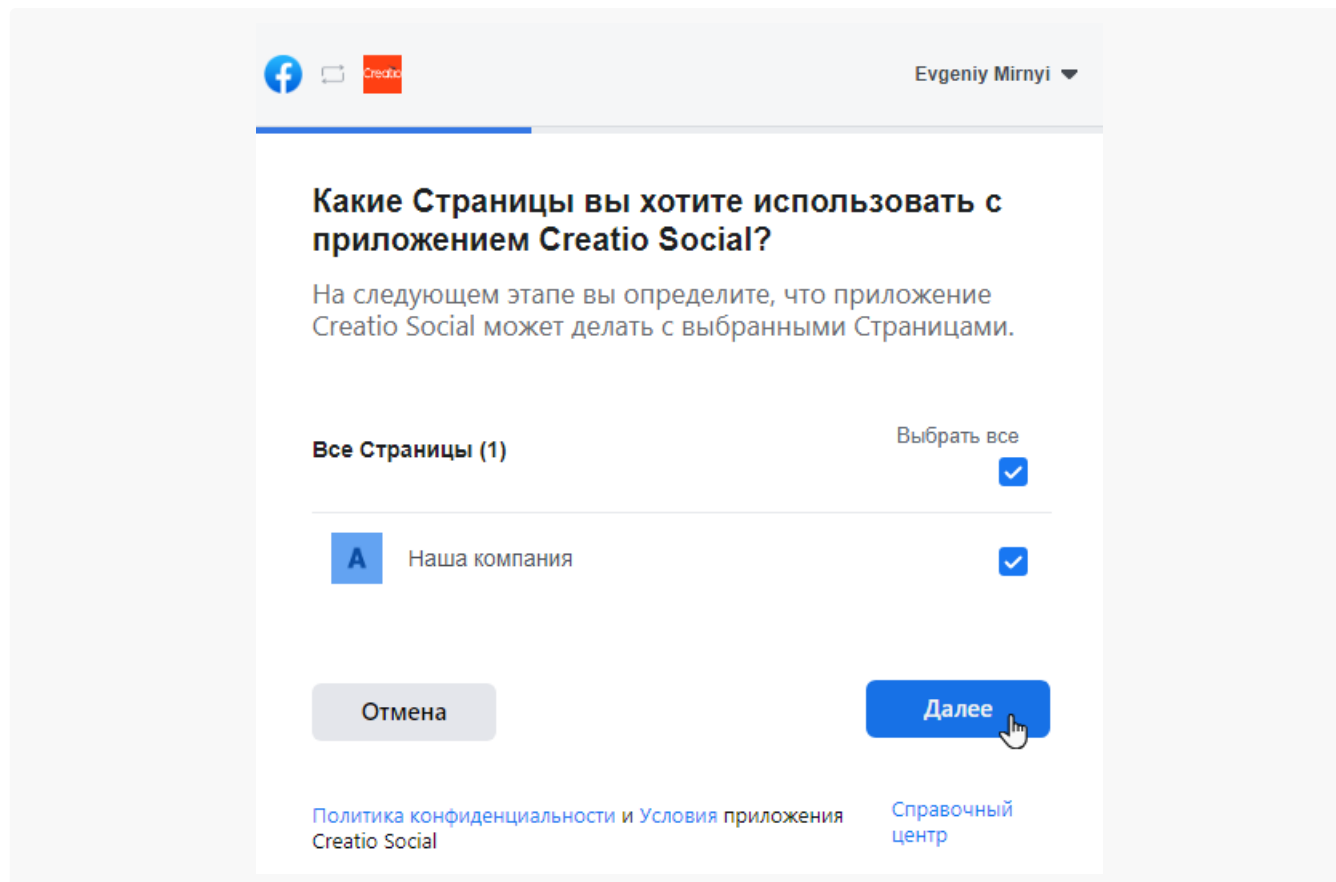 Creatio
Evgeniy Mirnyi
Какие Страницы вы хотите использовать с
приложением Creatio Social?
На следующем этапе вы определите, что приложение
Creatio Social может делать с выбранными Страницами.
Все Страницы (1)
Выбрать все
A
Наша компания
Отмена
Далее
Политика конфиденциальности и Условия приложения
Creatio Social
Справочный
центр